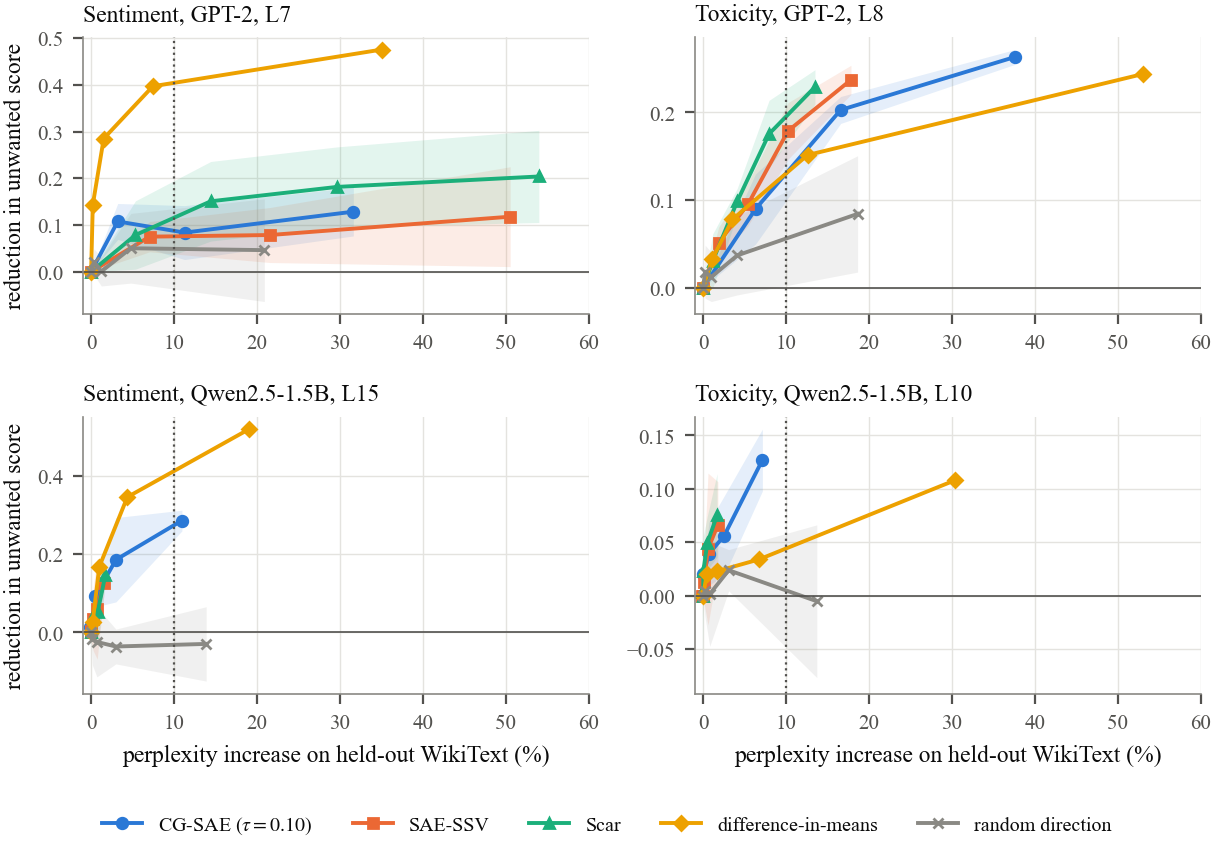 Sentiment, GPT-2, L7
Toxicity, GPT-2, L8
reduction in unwanted score
0.5
0.4
0.3
0.2
0.1
0.0
0 10 20 30 40 50 60
0.2
0.1
0.0
0 10 20 30 40 50 60
Sentiment, Qwen2.5-1.5B, L15
Toxicity, Qwen2.5-1.5B, L10
reduction in unwanted score
0.4
0.2
0.0
0 10 20 30 40 50 60
perplexity increase on held-out WikiText (%)
0.15
0.10
0.05
0.00
−0.05
0 10 20 30 40 50 60
perplexity increase on held-out WikiText (%)
CG-SAE (τ = 0.10) SAE-SSV Scar difference-in-means random direction